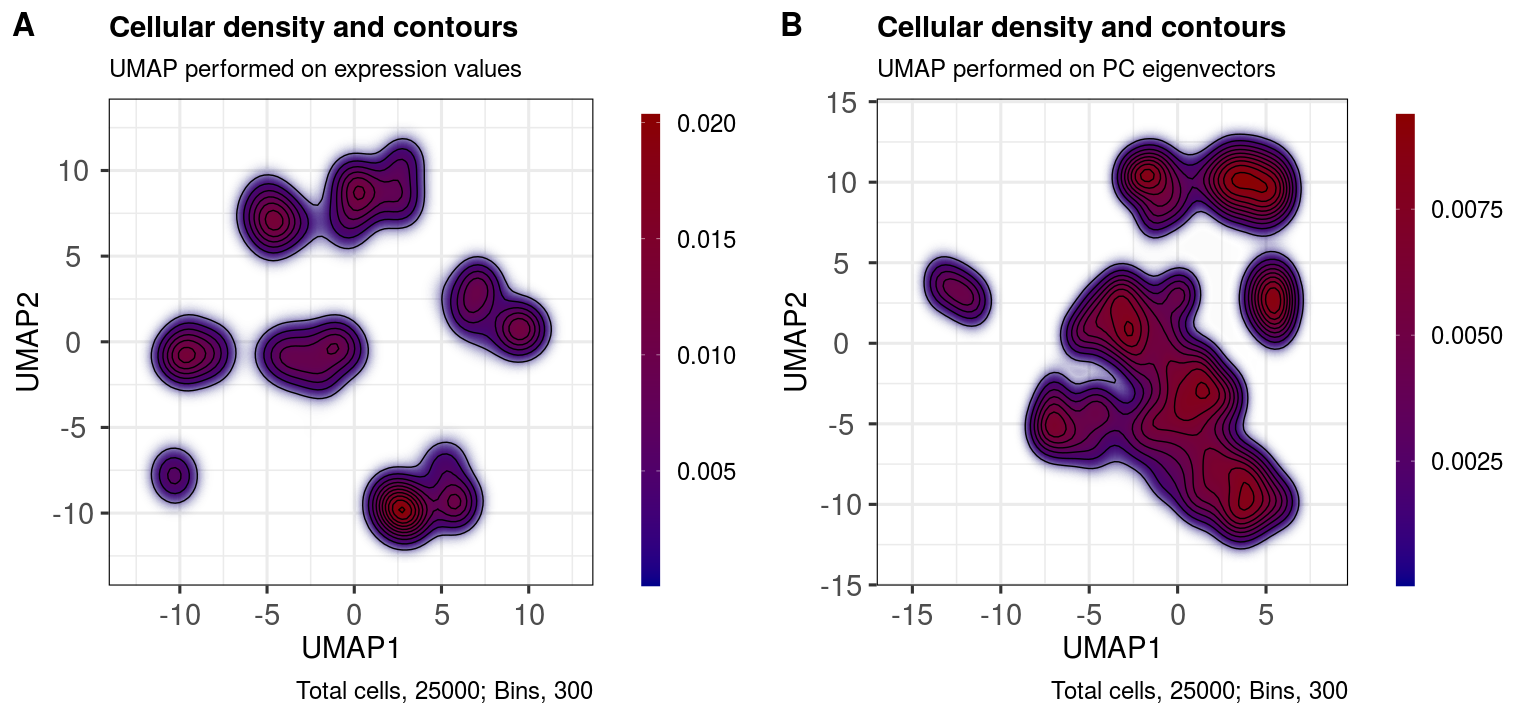 A
Cellular density and contours
UMAP performed on expression values
10
5
0
-5
-10
UMAP2
-10 -5 0 5 10
UMAP1
Total cells, 25000; Bins, 300
0.020
0.015
0.010
0.005
B
Cellular density and contours
UMAP performed on PC eigenvectors
15
10
5
0
-5
-10
-15
UMAP2
-15 -10 -5 0 5
UMAP1
Total cells, 25000; Bins, 300
0.0075
0.0050
0.0025